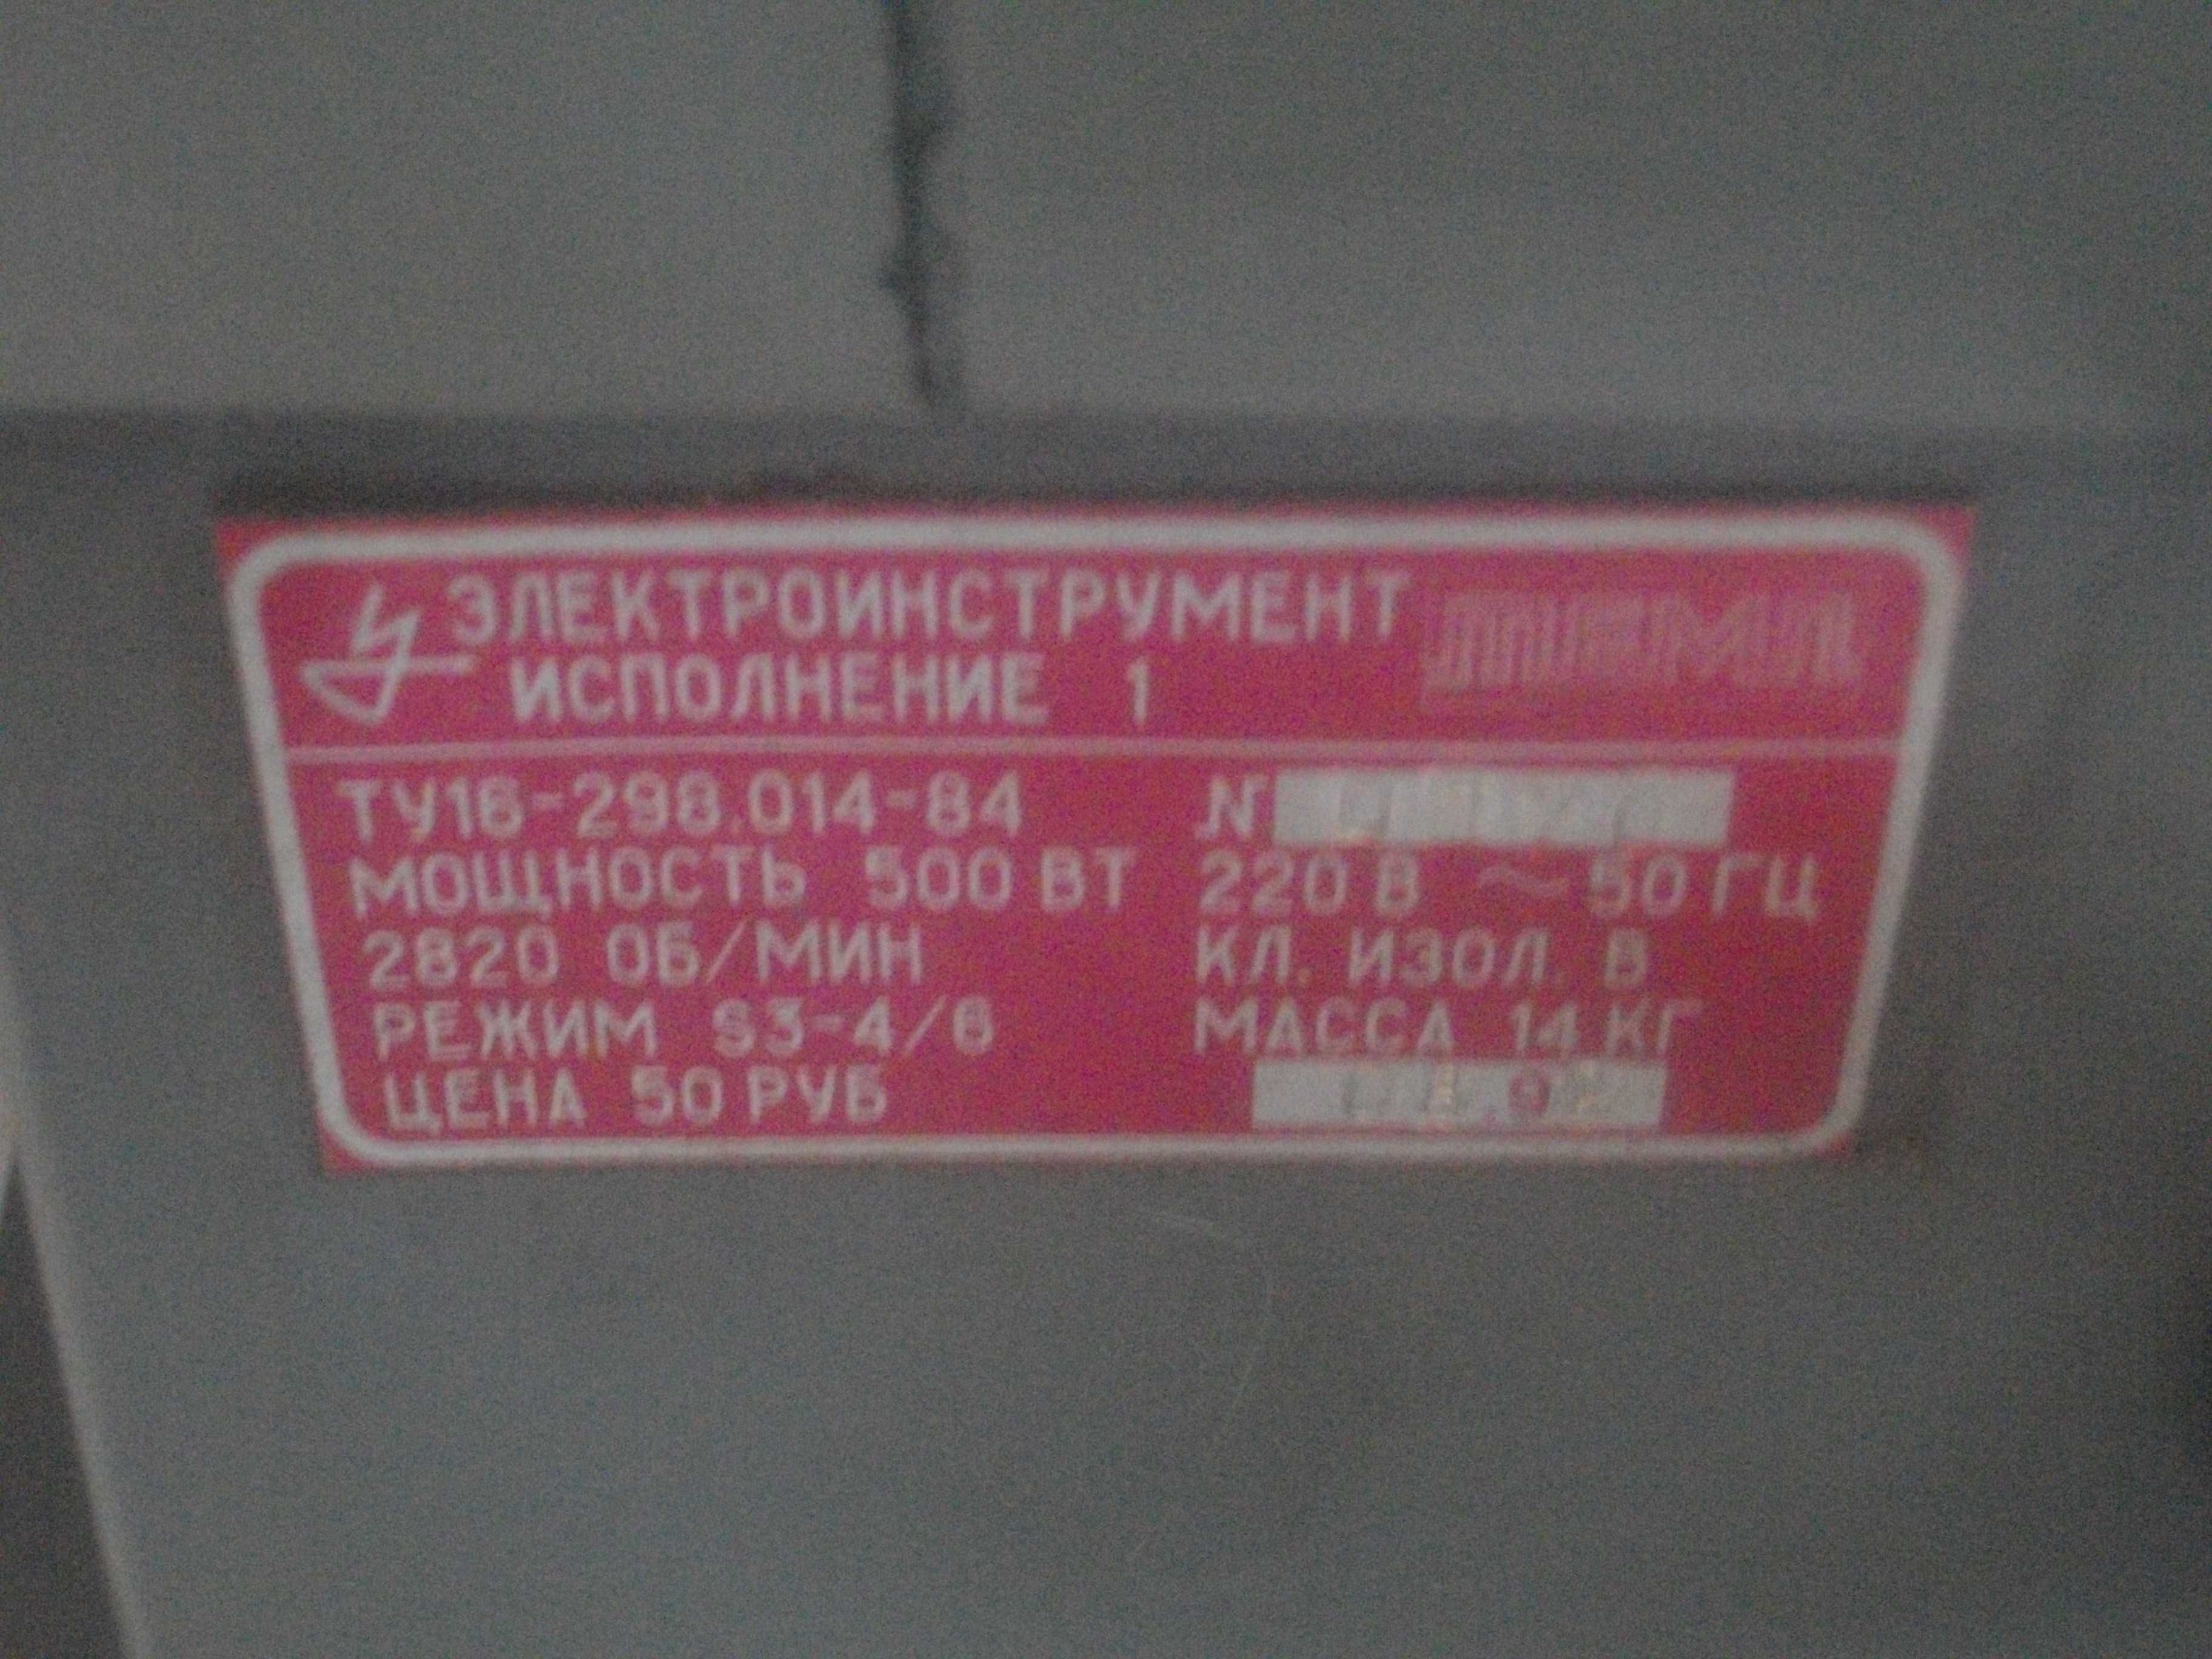 ЭЛЕКТРОИНСТРУМЕНТ
ИСПОЛНЕНИЕ 1
ТУ16-298.014-84 N
МОЩНОСТЬ 500 ВТ 220 В ~ 50 ГЦ
2820 ОБ/МИН КЛ. ИЗОЛ. В
РЕЖИМ S3-4/6 МАССА 14 КГ
ЦЕНА 50 РУБ